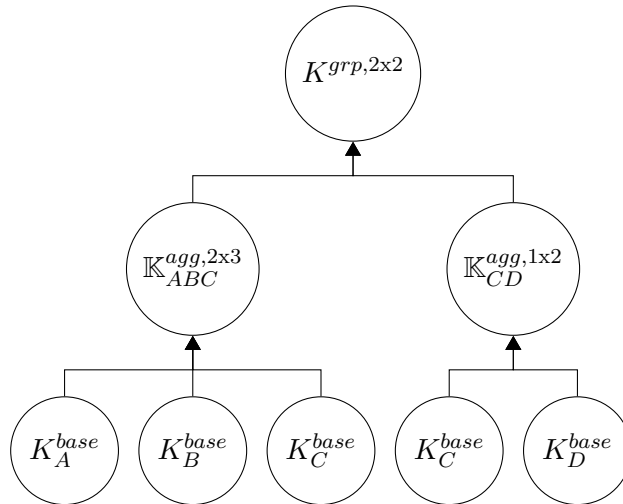 K^{grp,2x2}
𝕂^{agg,2x3}_{ABC} 𝕂^{agg,1x2}_{CD}
K^{base}_A K^{base}_B K^{base}_C K^{base}_C K^{base}_D